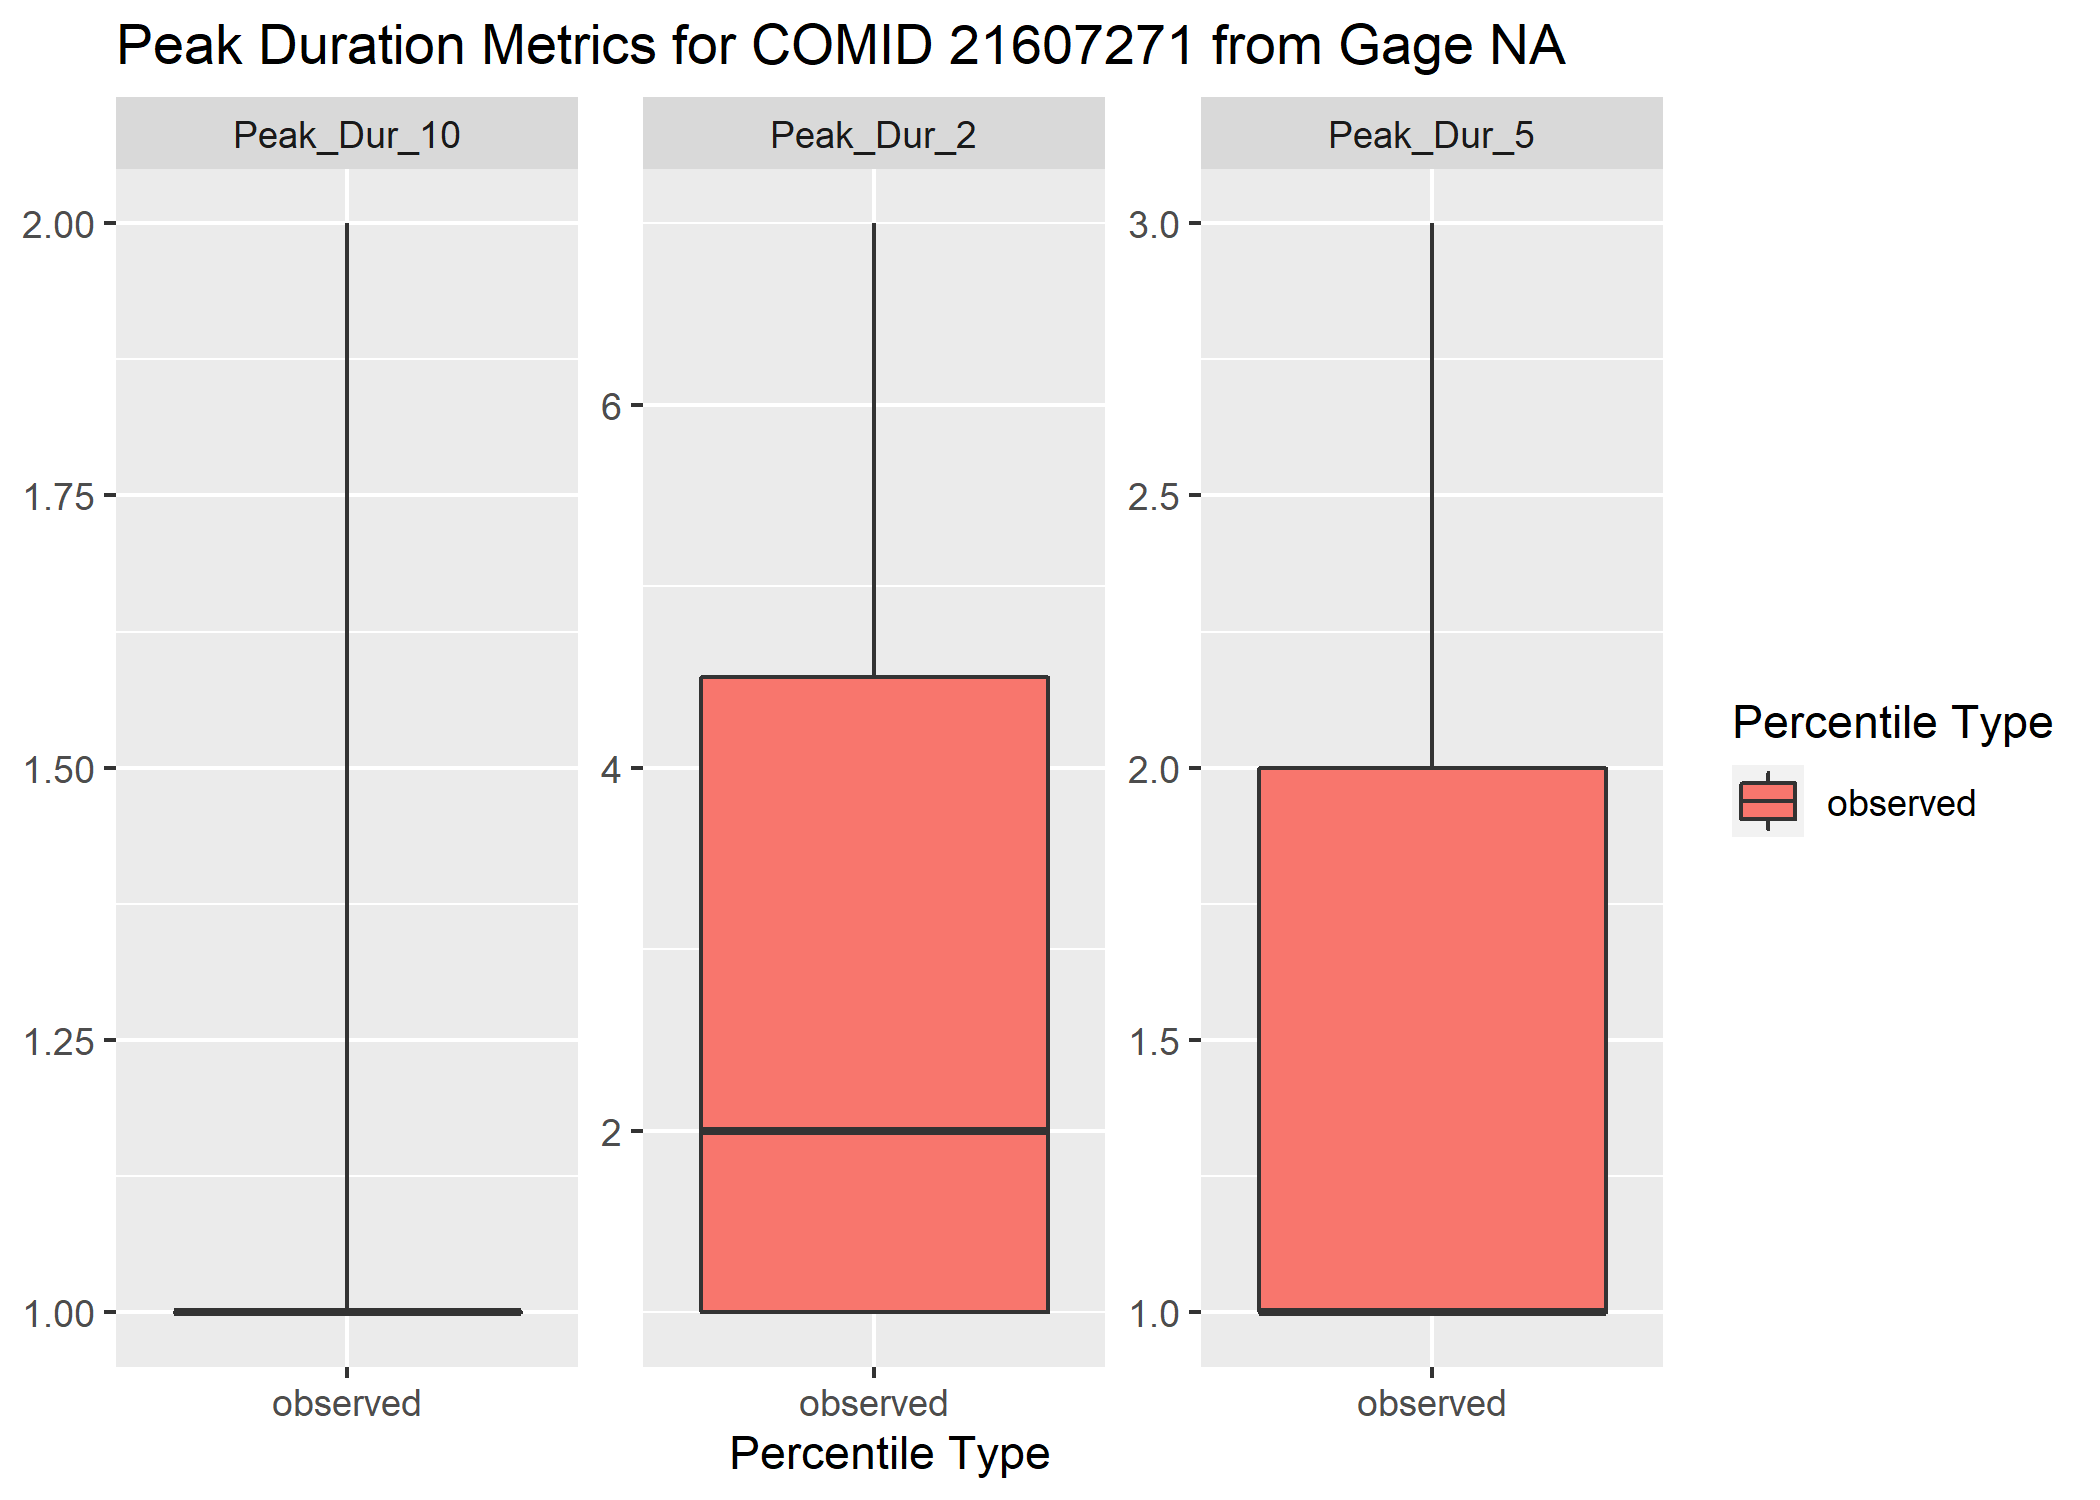 Peak Duration Metrics for COMID 21607271 from Gage NA
Peak_Dur_10
Peak_Dur_2
Peak_Dur_5
2.00
1.75
1.50
1.25
1.00
6
4
2
3.0
2.5
2.0
1.5
1.0
observed
observed
observed
Percentile Type
Percentile Type
observed